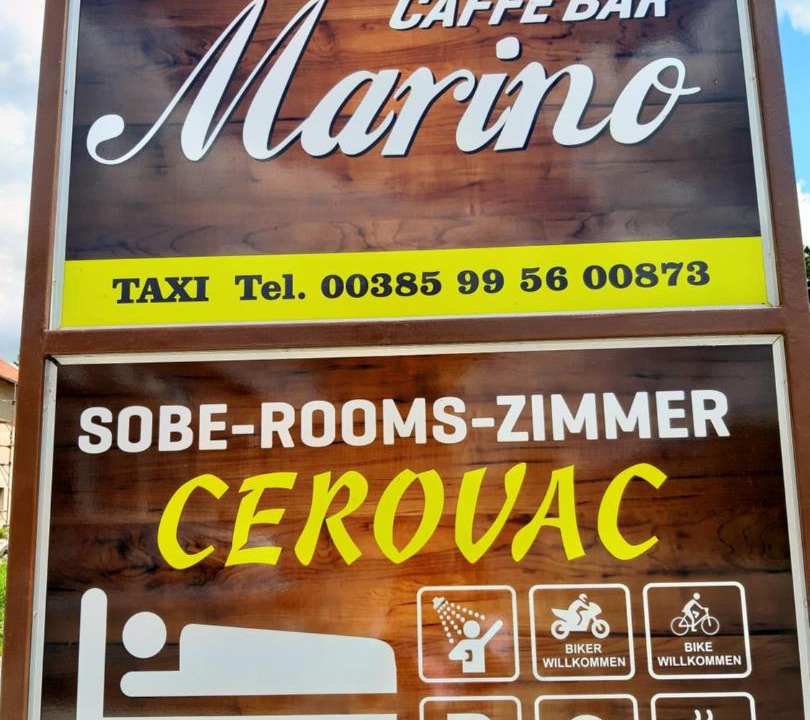 CAFFE BAR
Marino
TAXI Tel. 00385 99 56 00873
SOBE-ROOMS-ZIMMER
CEROVAC
BIKER
WILLKOMMEN
BIKE
WILLKOMMEN